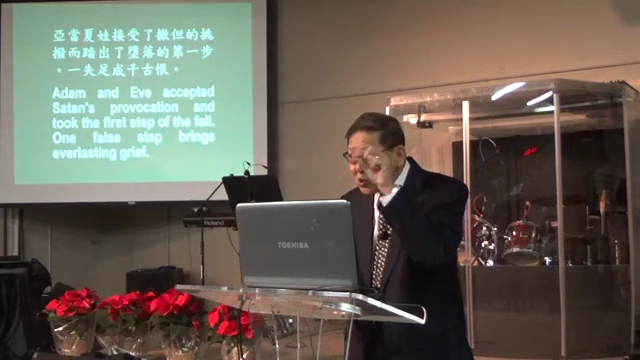 亞當夏娃接受了撒但的挑
撥而踏出了墮落的第一步
。一失足成千古恨。
Adam and Eve accepted
Satan's provocation and
took the first step of the fall.
One false step brings
everlasting grief.
Roland
TOSHIBA